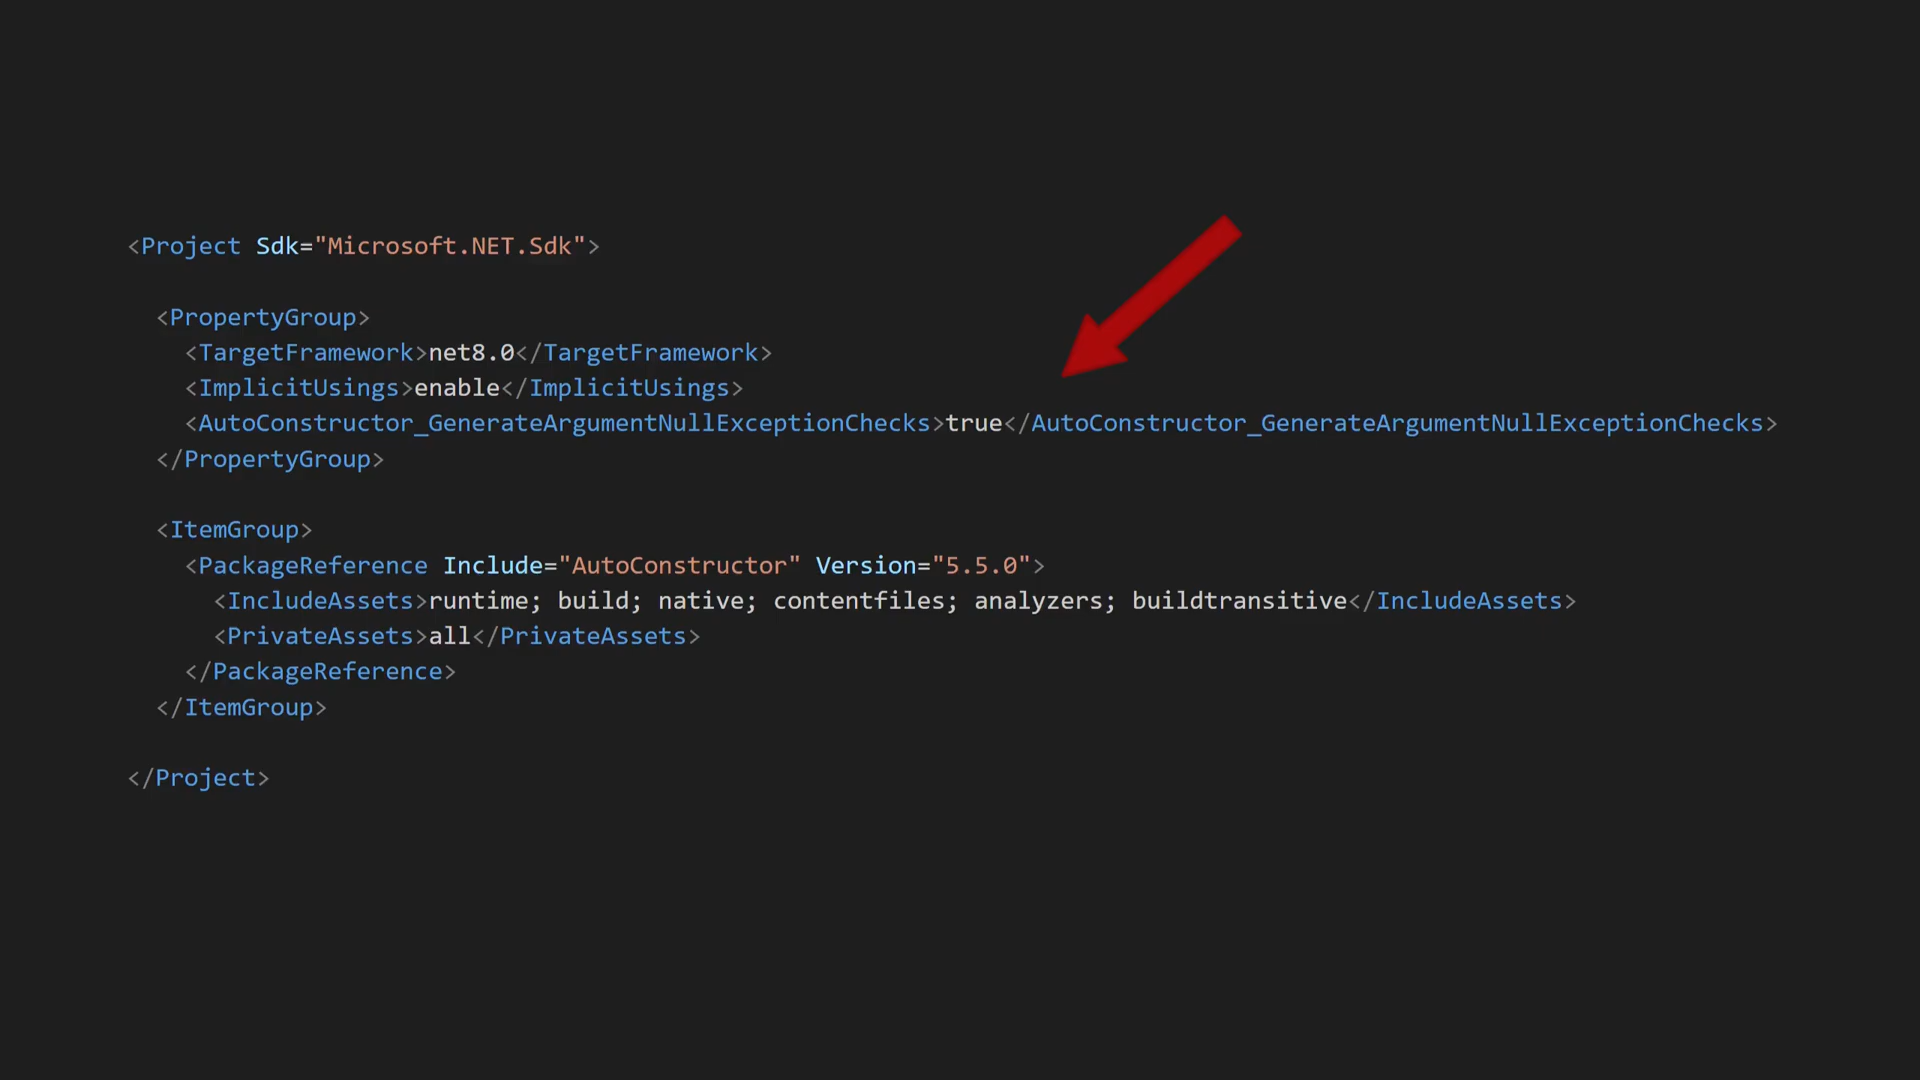 <Project Sdk="Microsoft.NET.Sdk">
<PropertyGroup>
<TargetFramework>net8.0</TargetFramework>
<ImplicitUsings>enable</ImplicitUsings>
<AutoConstructor_GenerateArgumentNullExceptionChecks>true</AutoConstructor_GenerateArgumentNullExceptionChecks>
</PropertyGroup>
<ItemGroup>
<PackageReference Include="AutoConstructor" Version="5.5.0">
<IncludeAssets>runtime; build; native; contentfiles; analyzers; buildtransitive</IncludeAssets>
<PrivateAssets>all</PrivateAssets>
</PackageReference>
</ItemGroup>
</Project>